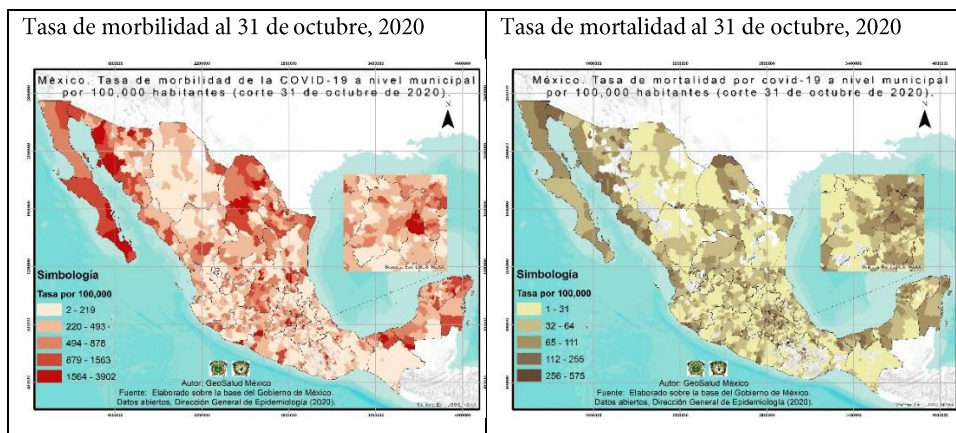 Tasa de morbilidad al 31 de octubre, 2020
México. Tasa de morbilidad de la COVID-19 a nivel municipal
por 100,000 habitantes (corte 31 de octubre de 2020).
N
Simbología
Tasa por 100,000
2 - 219
220 - 493
494 - 878
879 - 1563
1564 - 3902
Autor: GeoSalud México
Fuente: Elaborado sobre la base del Gobierno de México.
Datos abiertos, Dirección General de Epidemiología (2020).
Tasa de mortalidad al 31 de octubre, 2020
México. Tasa de mortalidad por covid-19 a nivel municipal
por 100,000 habitantes (corte 31 de octubre de 2020).
N
Simbología
Tasa por 100,000
1 - 31
32 - 64
65 - 111
112 - 255
256 - 575
Autor: GeoSalud México
Fuente: Elaborado sobre la base del Gobierno de México.
Datos abiertos, Dirección General de Epidemiología (2020).